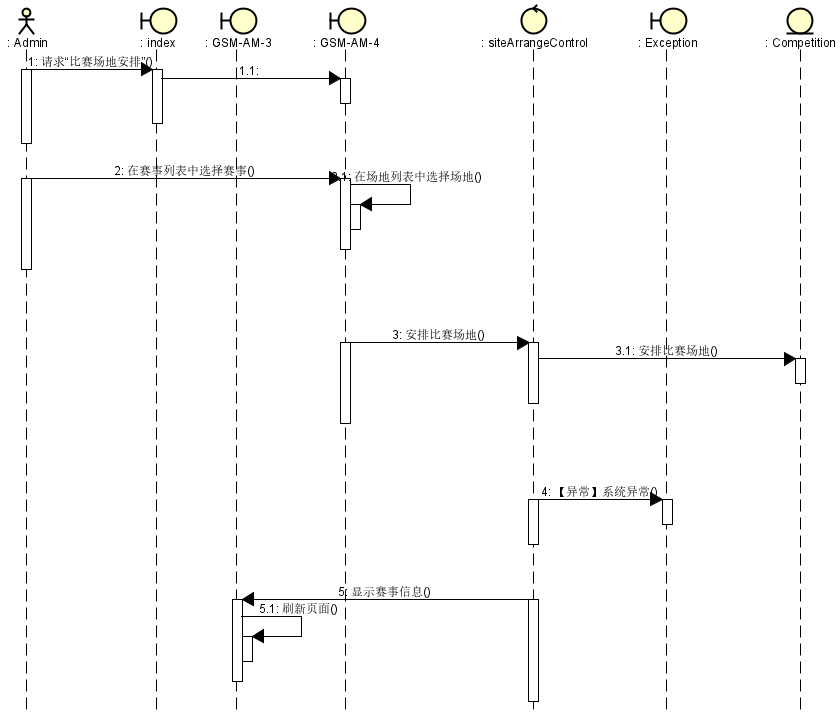 : Admin
: index
: GSM-AM-3
: GSM-AM-4
: siteArrangeControl
: Exception
: Competition
1: 请求“比赛场地安排”()
1.1:
2: 在赛事列表中选择赛事()
2.1: 在场地列表中选择场地()
3: 安排比赛场地()
3.1: 安排比赛场地()
4: 【异常】系统异常()
5: 显示赛事信息()
5.1: 刷新页面()